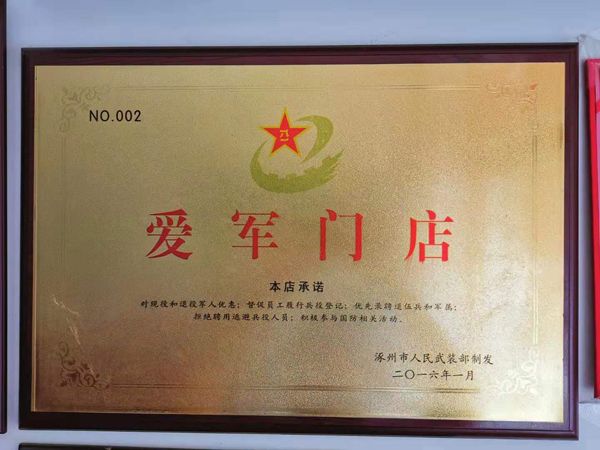 NO.002
八一
爱军门店
本店承诺
对现役和退役军人优惠；督促员工履行兵役登记；优先录聘退伍兵和军属；
拒绝聘用逃避兵役人员；积极参与国防相关活动。
涿州市人民武装部制发
二〇一六年一月